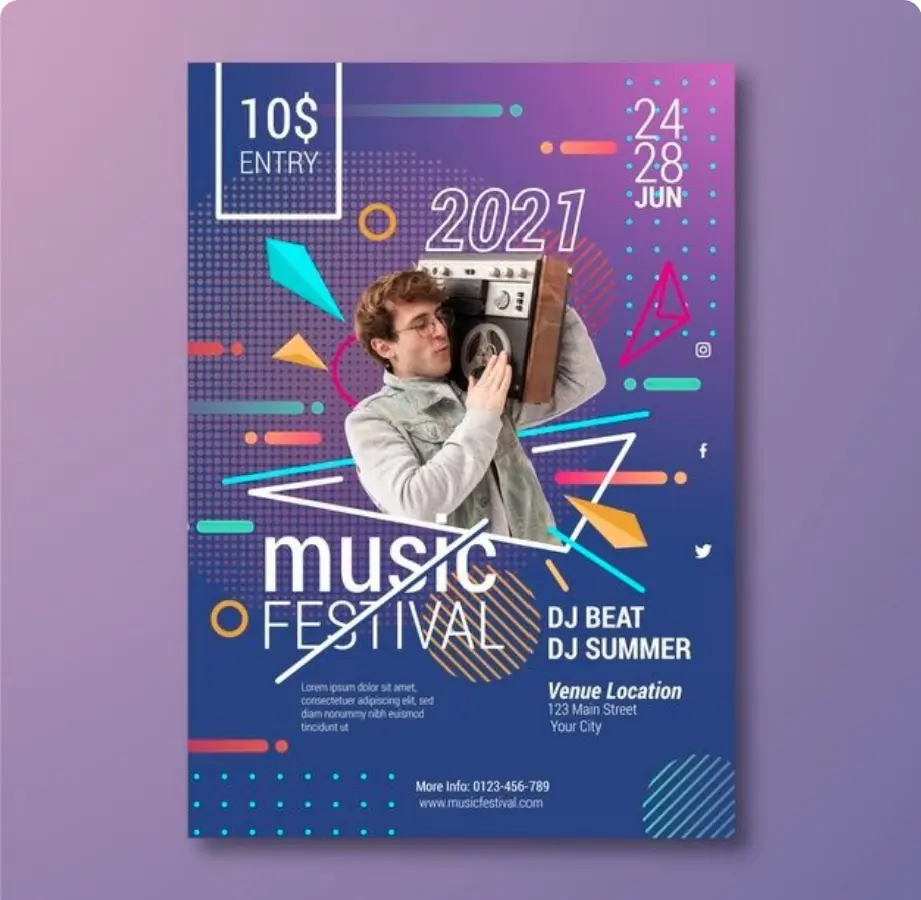 10$
ENTRY
24
28
JUN
2021
music
FESTIVAL
DJ BEAT
DJ SUMMER
Lorem ipsum dolor sit amet,
consectetuer adipiscing elit, sed
diam nonummy nibh euismod
tincidunt ut
Venue Location
123 Main Street
Your City
More Info: 0123-456-789
www.musicfestival.com